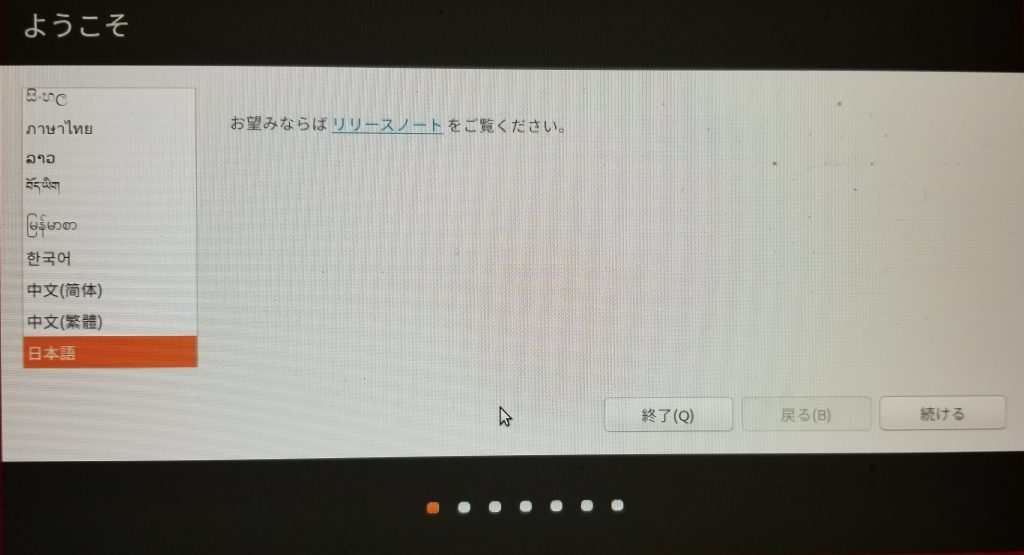 ようこそ
සිංහල
ภาษาไทย
ລາວ
བོད་ཡིག
မြန်မာစာ
한국어
中文(简体)
中文(繁體)
日本語
お望みならば リリースノート をご覧ください。
終了(Q)
戻る(B)
続ける